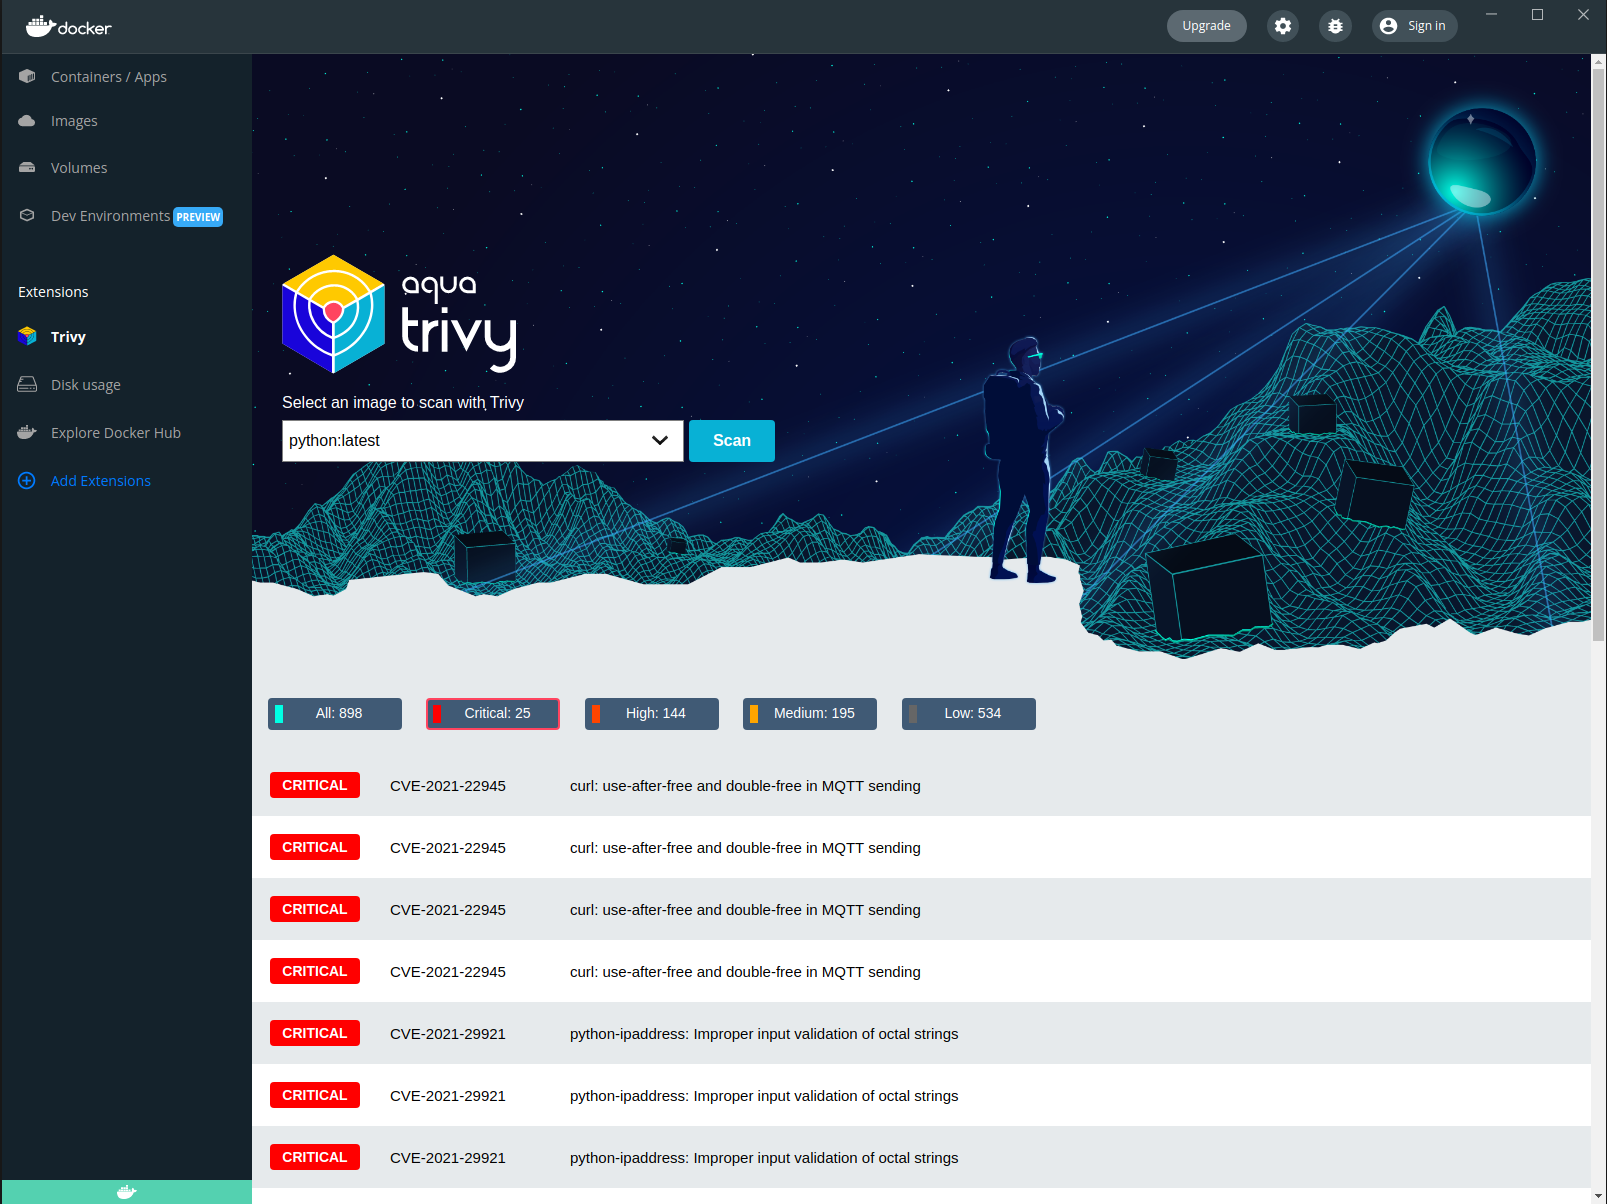 docker
Upgrade
Sign in
Containers / Apps
Images
Volumes
Dev Environments PREVIEW
Extensions
Trivy
Disk usage
Explore Docker Hub
Add Extensions
aqua
trivy
Select an image to scan with Trivy
python:latest
Scan
All: 898
Critical: 25
High: 144
Medium: 195
Low: 534
CRITICAL CVE-2021-22945 curl: use-after-free and double-free in MQTT sending
CRITICAL CVE-2021-22945 curl: use-after-free and double-free in MQTT sending
CRITICAL CVE-2021-22945 curl: use-after-free and double-free in MQTT sending
CRITICAL CVE-2021-22945 curl: use-after-free and double-free in MQTT sending
CRITICAL CVE-2021-29921 python-ipaddress: Improper input validation of octal strings
CRITICAL CVE-2021-29921 python-ipaddress: Improper input validation of octal strings
CRITICAL CVE-2021-29921 python-ipaddress: Improper input validation of octal strings